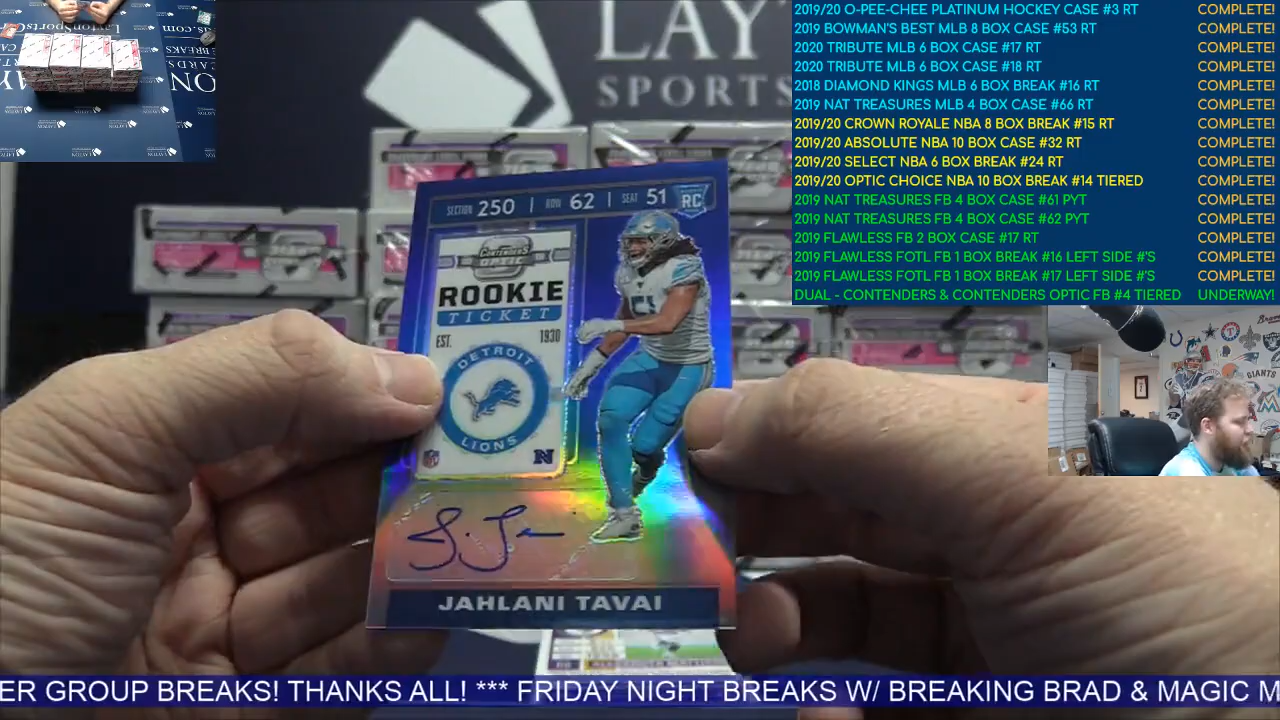 2019/20 O-PEE-CHEE PLATINUM HOCKEY CASE #3 RT COMPLETE!
2019 BOWMAN'S BEST MLB 8 BOX CASE #53 RT COMPLETE!
2020 TRIBUTE MLB 6 BOX CASE #17 RT COMPLETE!
2020 TRIBUTE MLB 6 BOX CASE #18 RT COMPLETE!
2018 DIAMOND KINGS MLB 6 BOX BREAK #16 RT COMPLETE!
2019 NAT TREASURES MLB 4 BOX CASE #66 RT COMPLETE!
2019/20 CROWN ROYALE NBA 8 BOX BREAK #15 RT COMPLETE!
2019/20 ABSOLUTE NBA 10 BOX CASE #32 RT COMPLETE!
2019/20 SELECT NBA 6 BOX BREAK #24 RT COMPLETE!
2019/20 OPTIC CHOICE NBA 10 BOX BREAK #14 TIERED COMPLETE!
2019 NAT TREASURES FB 4 BOX CASE #61 PYT COMPLETE!
2019 NAT TREASURES FB 4 BOX CASE #62 PYT COMPLETE!
2019 FLAWLESS FB 2 BOX CASE #17 RT COMPLETE!
2019 FLAWLESS FOTL FB 1 BOX BREAK #16 LEFT SIDE #'S COMPLETE!
2019 FLAWLESS FOTL FB 1 BOX BREAK #17 LEFT SIDE #'S COMPLETE!
DUAL - CONTENDERS & CONTENDERS OPTIC FB #4 TIERED UNDERWAY!
LAY
SPORTS
SECTION 250 | ROW 62 | SEAT 51 RC
CONTENDERS
OPTIC
ROOKIE
TICKET
EST. 1930
DETROIT
LIONS
NFL N
J. T
JAHLANI TAVAI
GIANTS
ER GROUP BREAKS! THANKS ALL! *** FRIDAY NIGHT BREAKS W/ BREAKING BRAD & MAGIC M